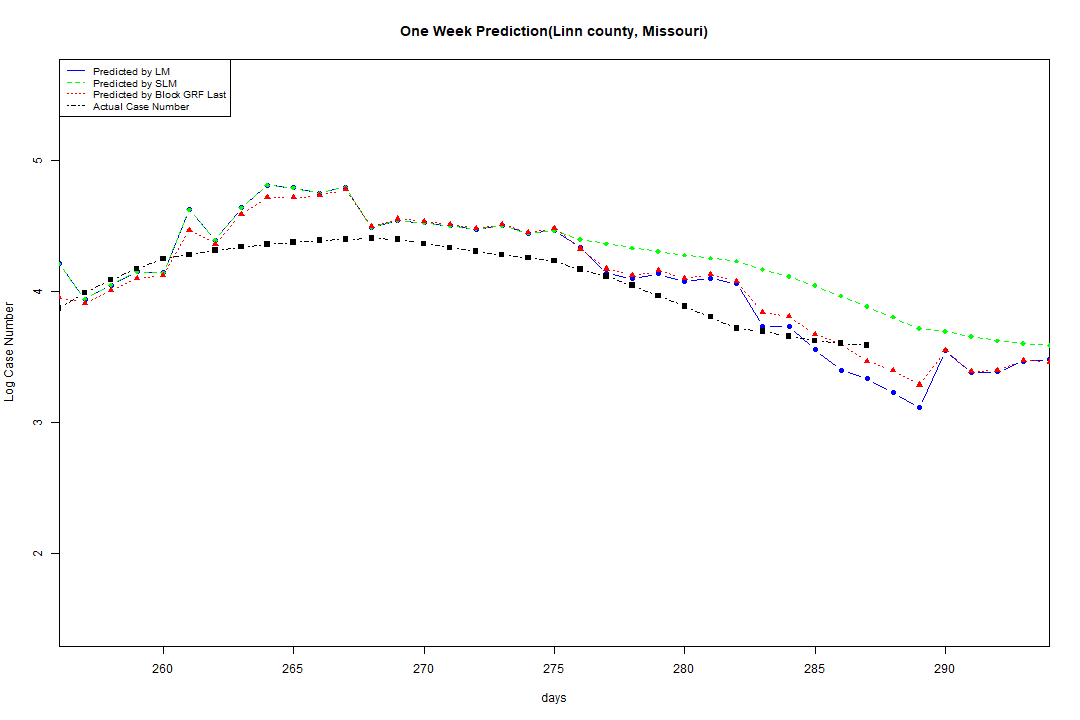 One Week Prediction(Linn county, Missouri)
Predicted by LM
Predicted by SLM
Predicted by Block GRF Last
Actual Case Number
5
4
3
2
Log Case Number
260 265 270 275 280 285 290
days